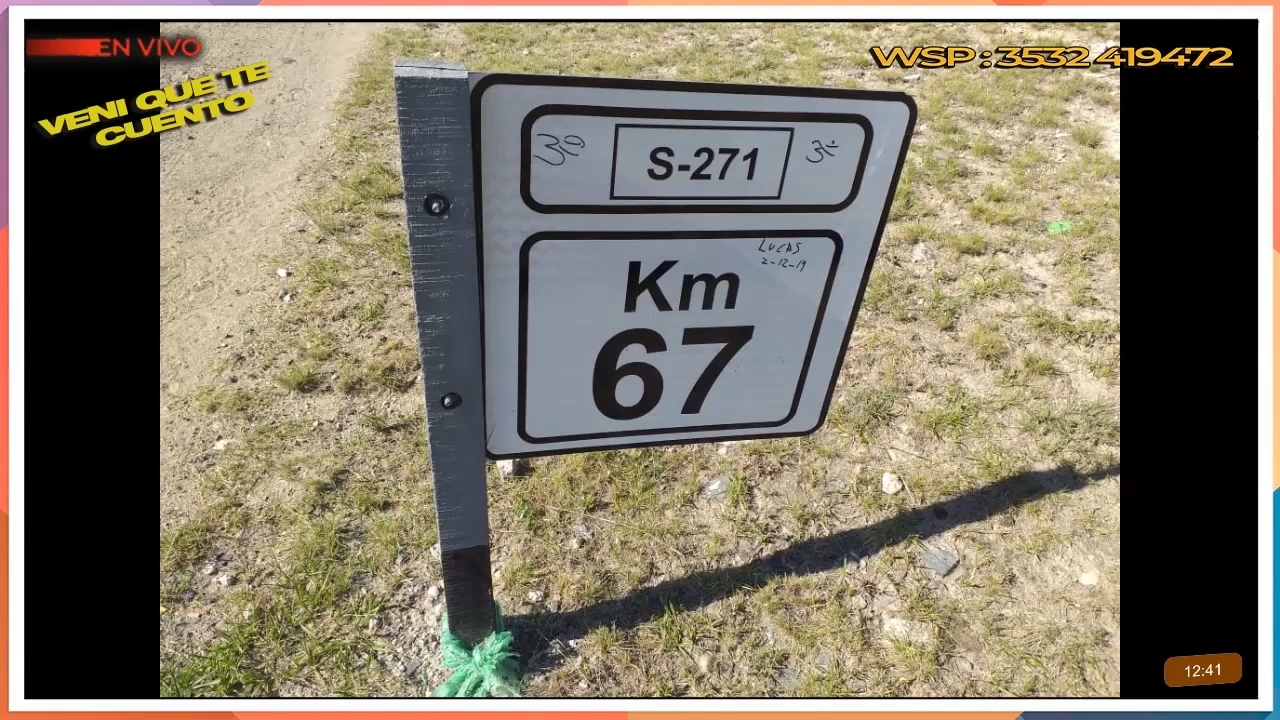 EN VIVO
VENI QUE TE
CUENTO
WSP : 3532 419472
S-271
LUCAS
2-12-19
Km
67
12:41